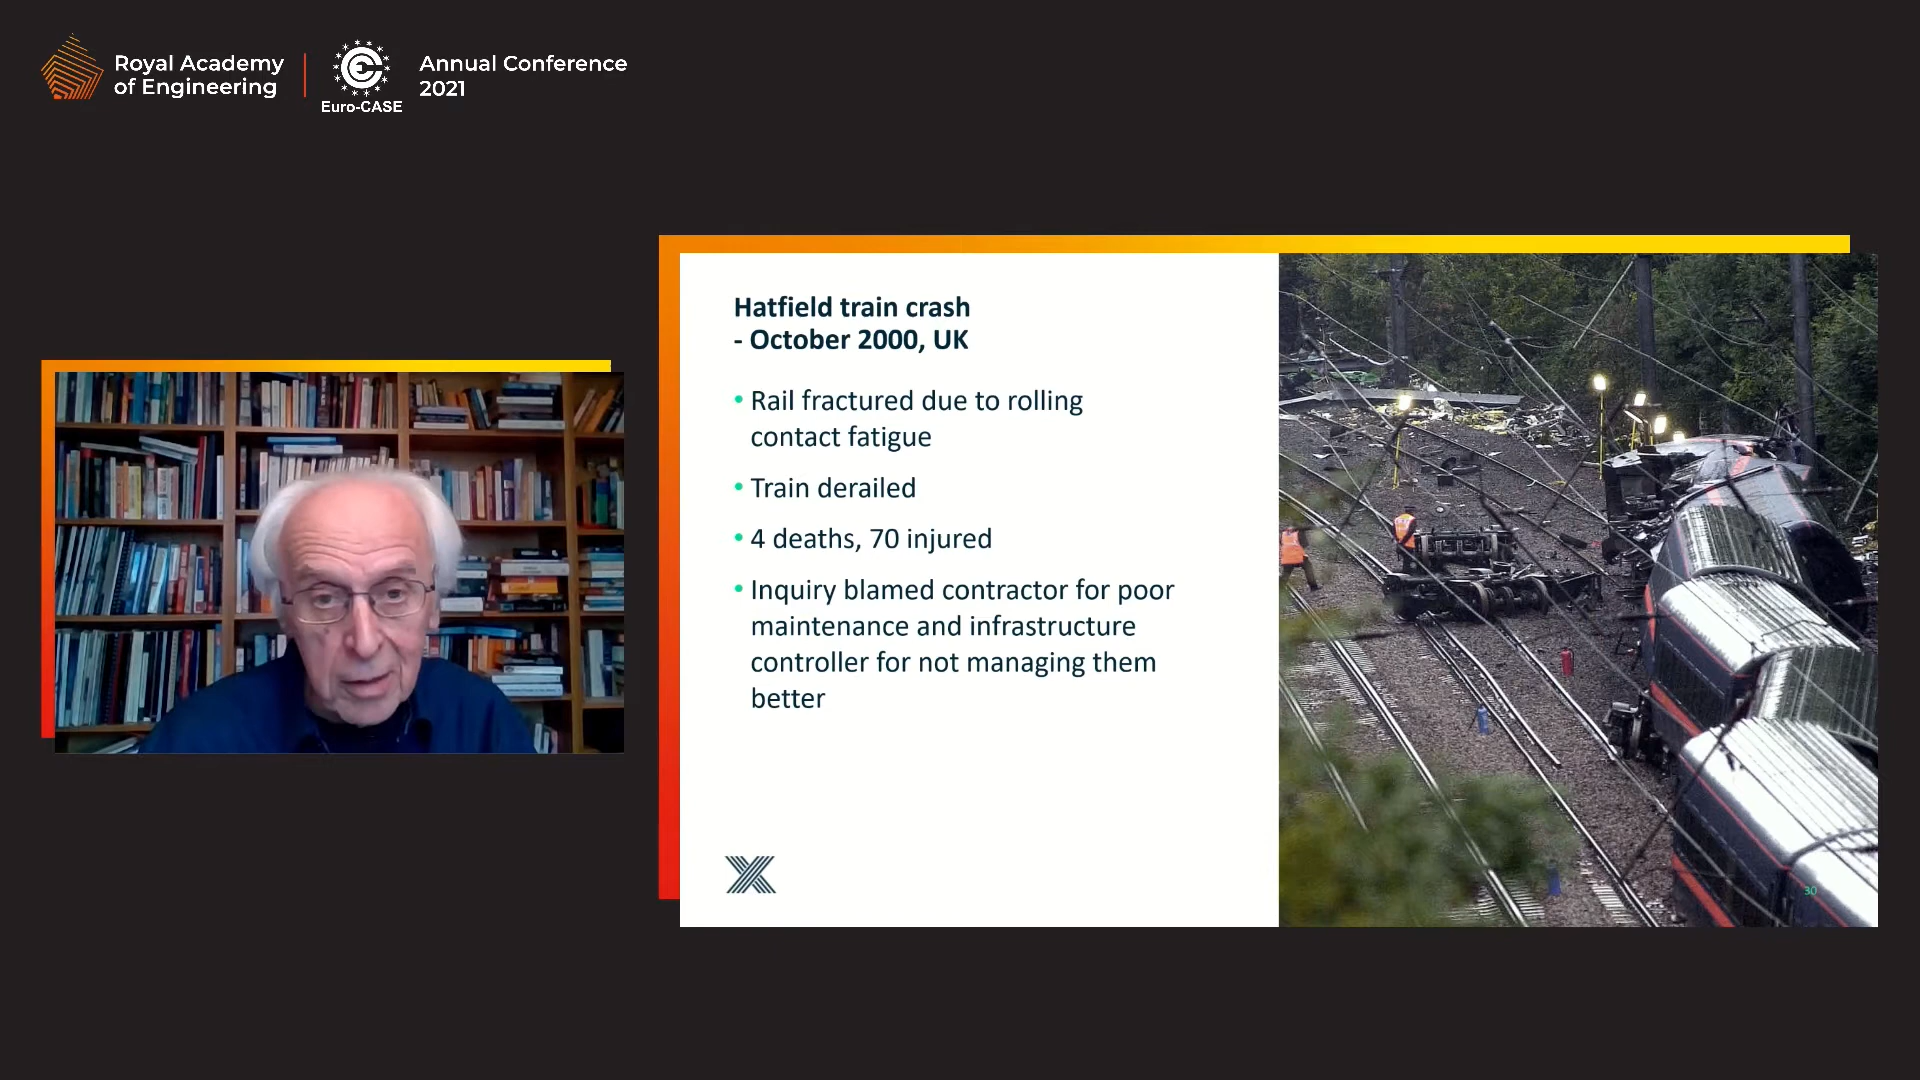 Royal Academy
of Engineering
Euro-CASE
Annual Conference
2021
Hatfield train crash
- October 2000, UK
• Rail fractured due to rolling
contact fatigue
• Train derailed
• 4 deaths, 70 injured
• Inquiry blamed contractor for poor
maintenance and infrastructure
controller for not managing them
better
30